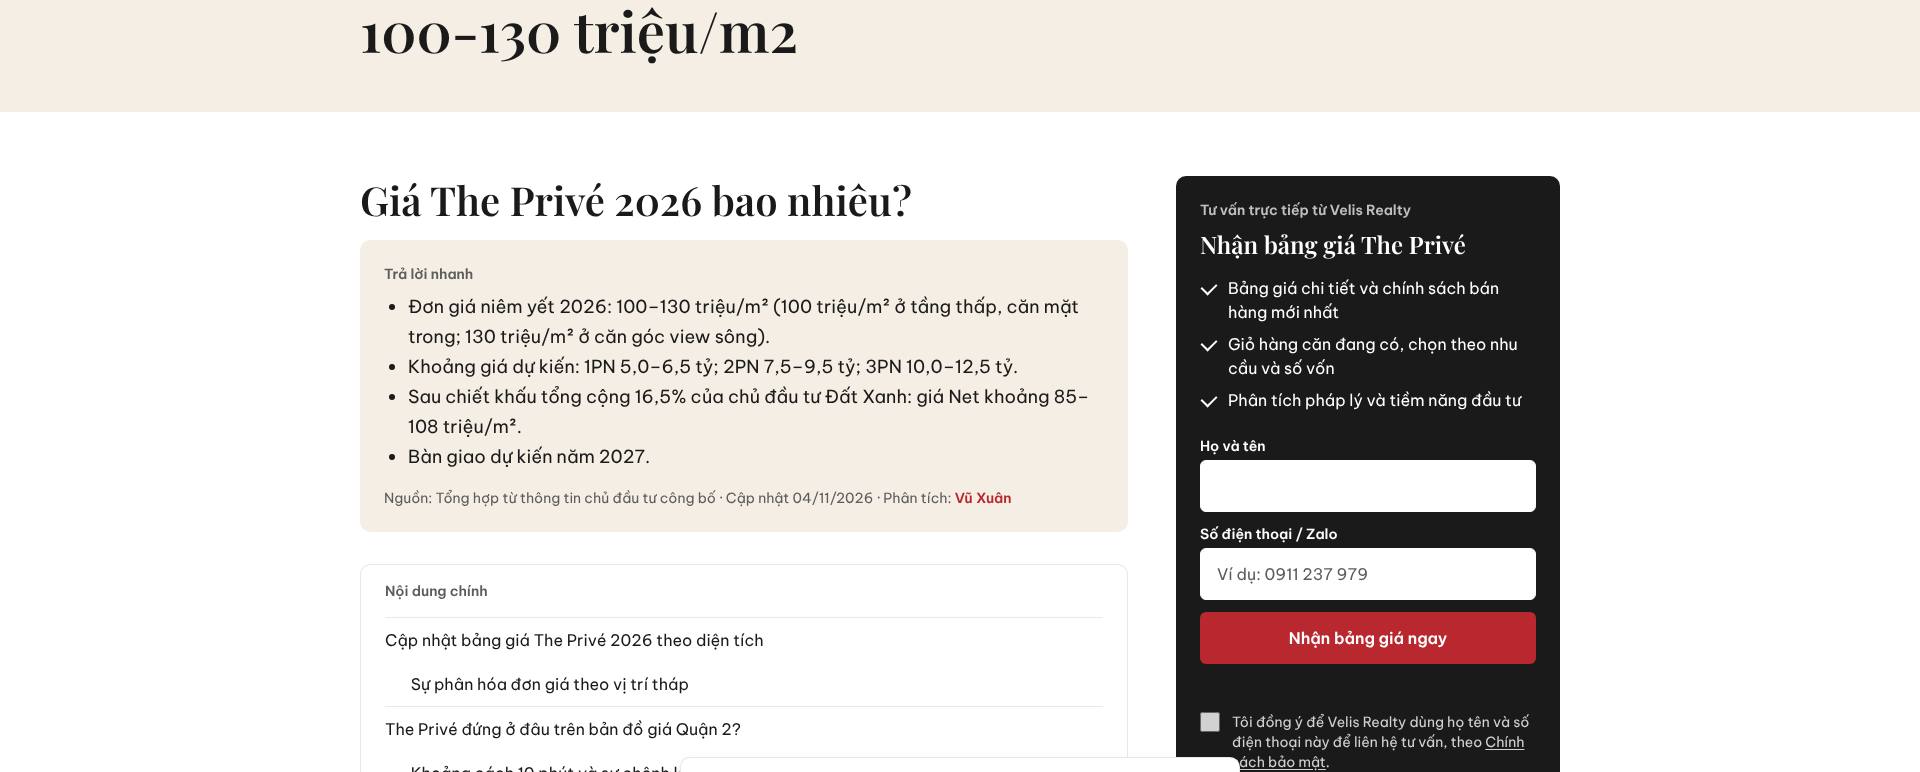 100-130 triệu/m2
Giá The Privé 2026 bao nhiêu?
Trả lời nhanh
• Đơn giá niêm yết 2026: 100–130 triệu/m² (100 triệu/m² ở tầng thấp, căn mặt
trong; 130 triệu/m² ở căn góc view sông).
• Khoảng giá dự kiến: 1PN 5,0–6,5 tỷ; 2PN 7,5–9,5 tỷ; 3PN 10,0–12,5 tỷ.
• Sau chiết khấu tổng cộng 16,5% của chủ đầu tư Đất Xanh: giá Net khoảng 85–
108 triệu/m².
• Bàn giao dự kiến năm 2027.
Nguồn: Tổng hợp từ thông tin chủ đầu tư công bố · Cập nhật 04/11/2026 · Phân tích: Vũ Xuân
Nội dung chính
Cập nhật bảng giá The Privé 2026 theo diện tích
Sự phân hóa đơn giá theo vị trí tháp
The Privé đứng ở đâu trên bản đồ giá Quận 2?
Khoảng cách 10 phút và sự chênh
Tư vấn trực tiếp từ Velis Realty
Nhận bảng giá The Privé
Bảng giá chi tiết và chính sách bán
hàng mới nhất
Giỏ hàng căn đang có, chọn theo nhu
cầu và số vốn
Phân tích pháp lý và tiềm năng đầu tư
Họ và tên
Số điện thoại / Zalo
Ví dụ: 0911 237 979
Nhận bảng giá ngay
Tôi đồng ý để Velis Realty dùng họ tên và số
điện thoại này để liên hệ tư vấn, theo Chính
sách bảo mật.